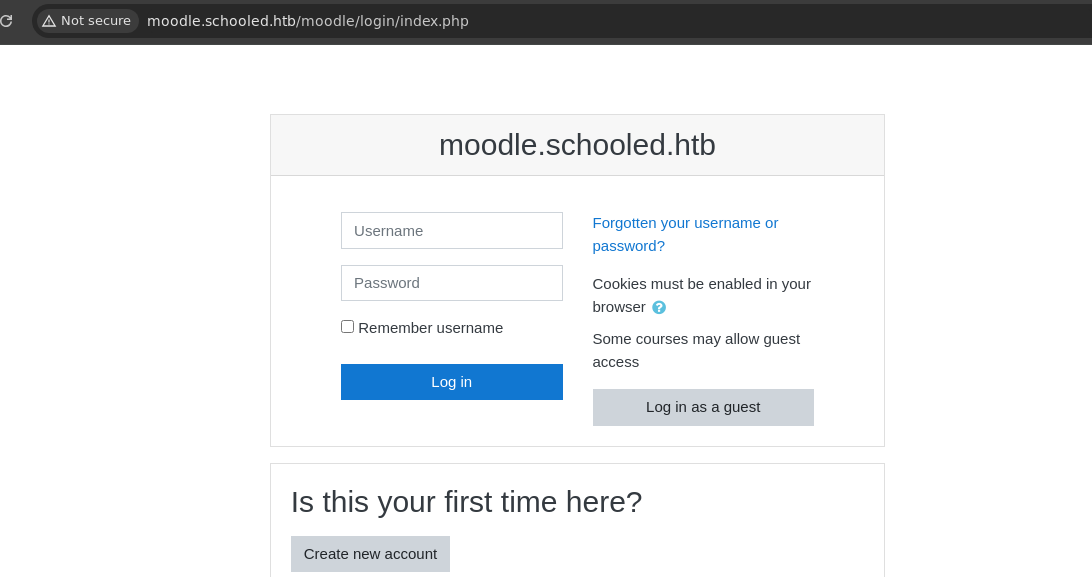 Not secure moodle.schooled.htb/moodle/login/index.php
moodle.schooled.htb
Username
Password
Remember username
Log in
Forgotten your username or
password?
Cookies must be enabled in your
browser ?
Some courses may allow guest
access
Log in as a guest
Is this your first time here?
Create new account